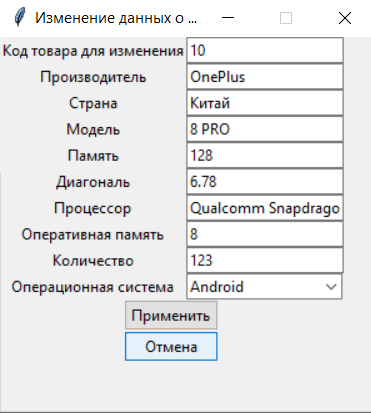 Изменение данных о ...
Код товара для изменения 10
Производитель OnePlus
Страна Китай
Модель 8 PRO
Память 128
Диагональ 6.78
Процессор Qualcomm Snapdrago
Оперативная память 8
Количество 123
Операционная система Android
Применить
Отмена